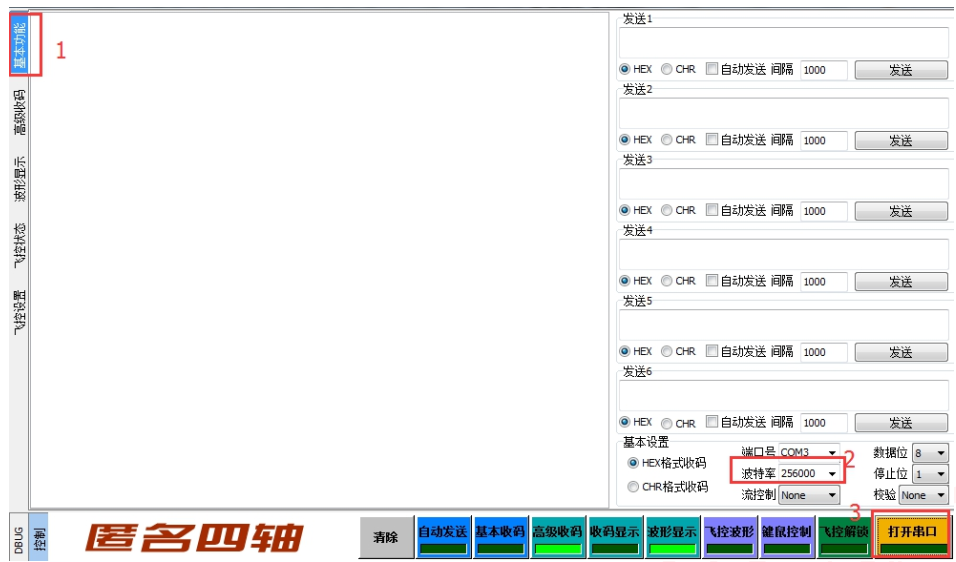 基本功能
1
高级收码
波形显示
飞控状态
飞控设置
发送1
HEX CHR 自动发送 间隔 1000 发送
发送2
HEX CHR 自动发送 间隔 1000 发送
发送3
HEX CHR 自动发送 间隔 1000 发送
发送4
HEX CHR 自动发送 间隔 1000 发送
发送5
HEX CHR 自动发送 间隔 1000 发送
发送6
HEX CHR 自动发送 间隔 1000 发送
基本设置
HEX格式收码
CHR格式收码
端口号 COM3
波特率 256000
流控制 None
2
数据位 8
停止位 1
校验 None
3
DBUG
控制
匿名四轴
清除
自动发送
基本收码
高级收码
收码显示
波形显示
飞控波形
键鼠控制
飞控解锁
打开串口